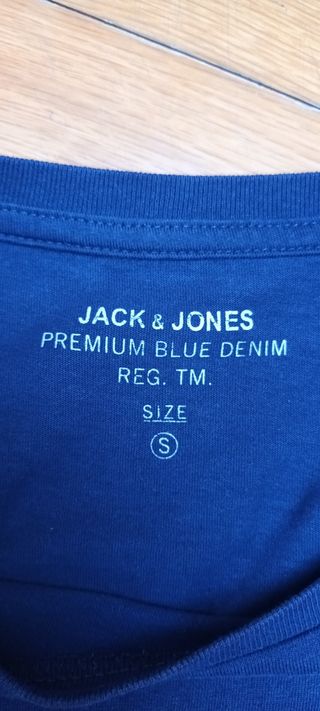 JACK & JONES
PREMIUM BLUE DENIM
REG. TM.
SIZE
S